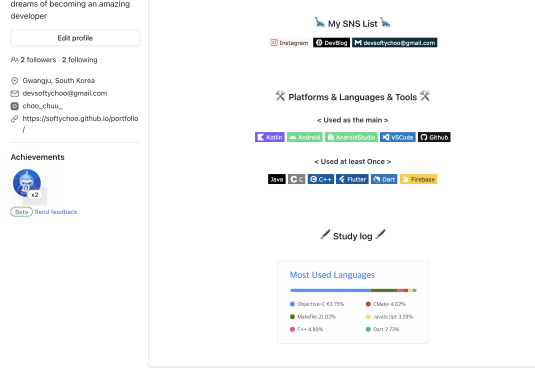 dreams of becoming an amazing
developer
Edit profile
2 followers · 2 following
Gwangju, South Korea
devsoftychoo@gmail.com
choo_chuu_
https://softychoo.github.io/portfolio
/
Achievements
x2
Beta Send feedback
My SNS List
Instagram DevBlog devsoftychoo@gmail.com
Platforms & Languages & Tools
< Used as the main >
Kotlin Android AndroidStudio VSCode Github
< Used at least Once >
Java C C++ Flutter Dart Firebase
Study log
Most Used Languages
Objective-C 63.75% CMake 4.02%
Makefile 21.02% JavaScript 3.59%
C++ 4.89% Dart 2.73%